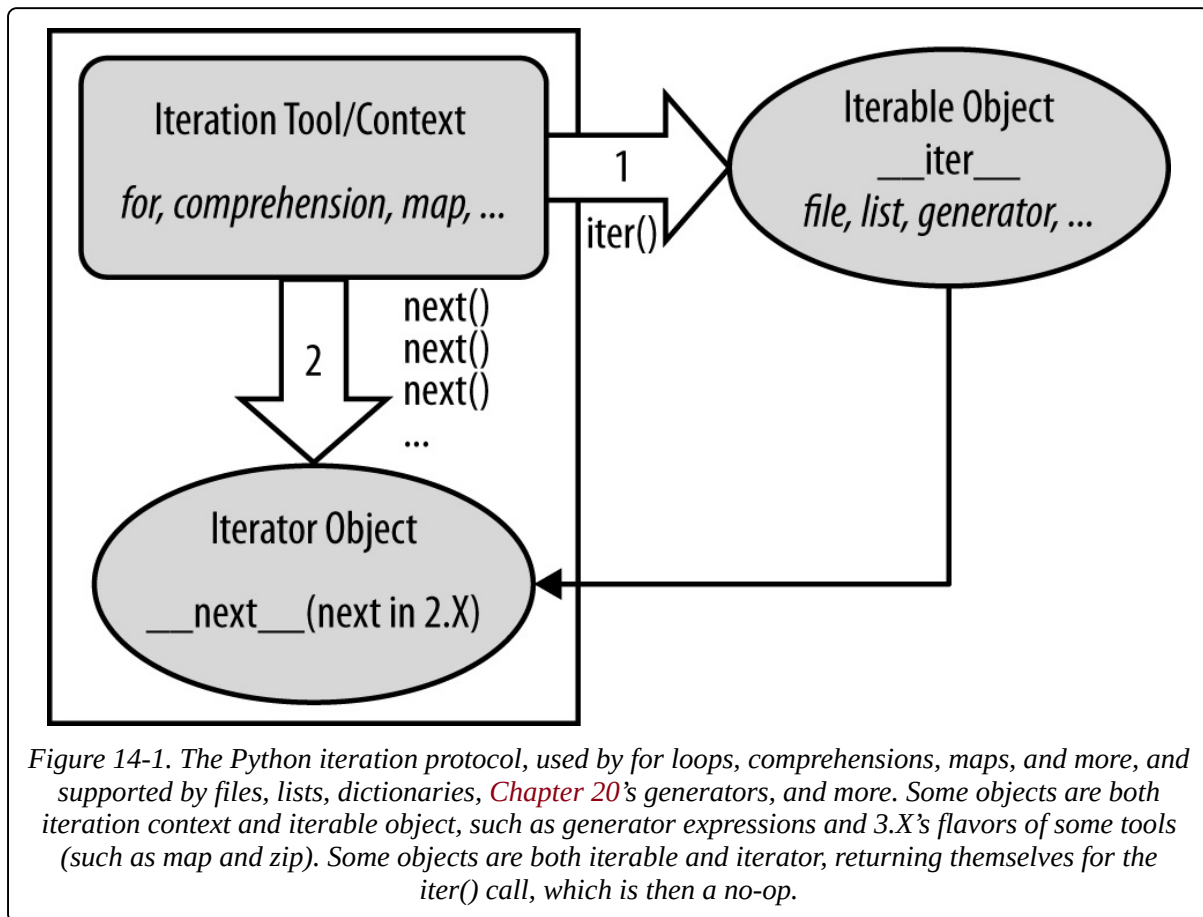 Iteration Tool/Context
for, comprehension, map, ...
1
iter()
Iterable Object
__iter__
file, list, generator, ...
2
next()
next()
next()
...
Iterator Object
__next__(next in 2.X)
Figure 14-1. The Python iteration protocol, used by for loops, comprehensions, maps, and more, and
supported by files, lists, dictionaries, Chapter 20’s generators, and more. Some objects are both
iteration context and iterable object, such as generator expressions and 3.X’s flavors of some tools
(such as map and zip). Some objects are both iterable and iterator, returning themselves for the
iter() call, which is then a no-op.